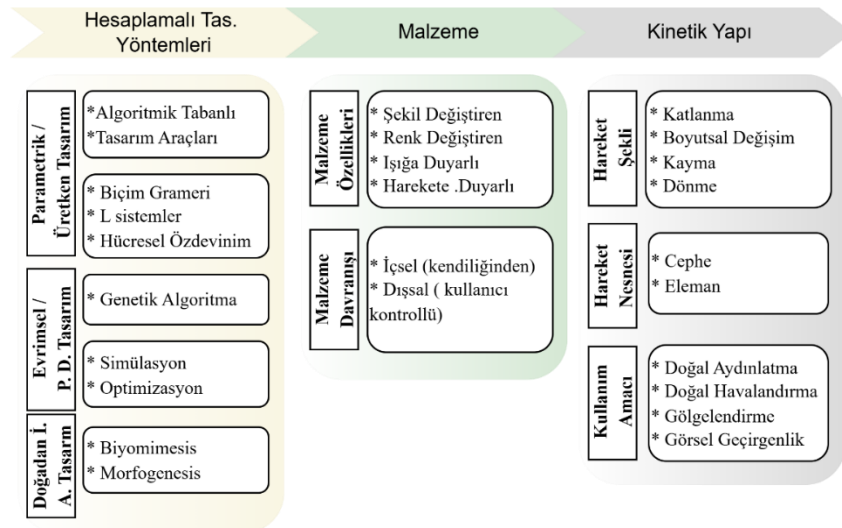 Hesaplamalı Tas.
Yöntemleri
Malzeme
Kinetik Yapı
Parametrik /
Üretken Tasarım
*Algoritmik Tabanlı
*Tasarım Araçları
* Biçim Grameri
* L sistemler
* Hücresel Özdevinim
Evrimsel /
P. D. Tasarım
* Genetik Algoritma
* Simülasyon
* Optimizasyon
Doğadan İ.
A. Tasarm
* Biyomimesis
* Morfogenesis
Malzeme
Özellikleri
* Şekil Değiştiren
* Renk Değiştiren
* Işığa Duyarlı
* Harekete .Duyarlı
Malzeme
Davranışı
* İçsel (kendiliğinden)
* Dışsal ( kullanıcı
kontrollü)
Hareket
Şekli
* Katlanma
* Boyutsal Değişim
* Kayma
* Dönme
Hareket
Nesnesi
* Cephe
* Eleman
Kullanım
Amacı
* Doğal Aydınlatma
* Doğal Havalandırma
* Gölgelendirme
* Görsel Geçirgenlik